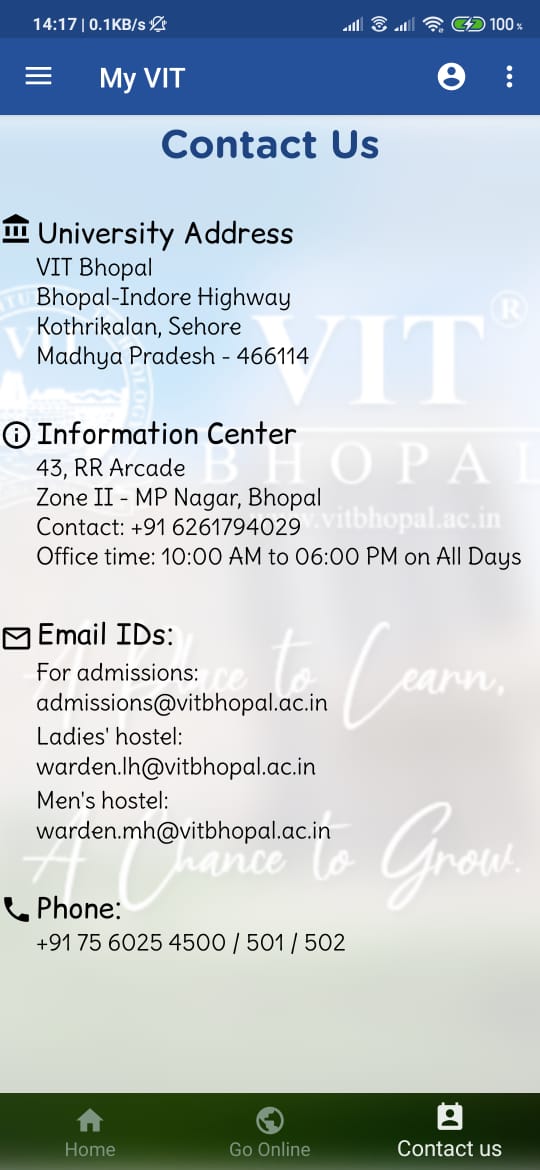 14:17 | 0.1KB/s
100%
My VIT
Contact Us
University Address
VIT Bhopal
Bhopal-Indore Highway
Kothrikalan, Sehore
Madhya Pradesh - 466114
VIT®
BHOPAL
www.vitbhopal.ac.in
Information Center
43, RR Arcade
Zone II - MP Nagar, Bhopal
Contact: +91 6261794029
Office time: 10:00 AM to 06:00 PM on All Days
Email IDs:
For admissions:
admissions@vitbhopal.ac.in
Ladies' hostel:
warden.lh@vitbhopal.ac.in
Men's hostel:
warden.mh@vitbhopal.ac.in
A Place to Learn,
A Chance to Grow.
Phone:
+91 75 6025 4500 / 501 / 502
Home
Go Online
Contact us